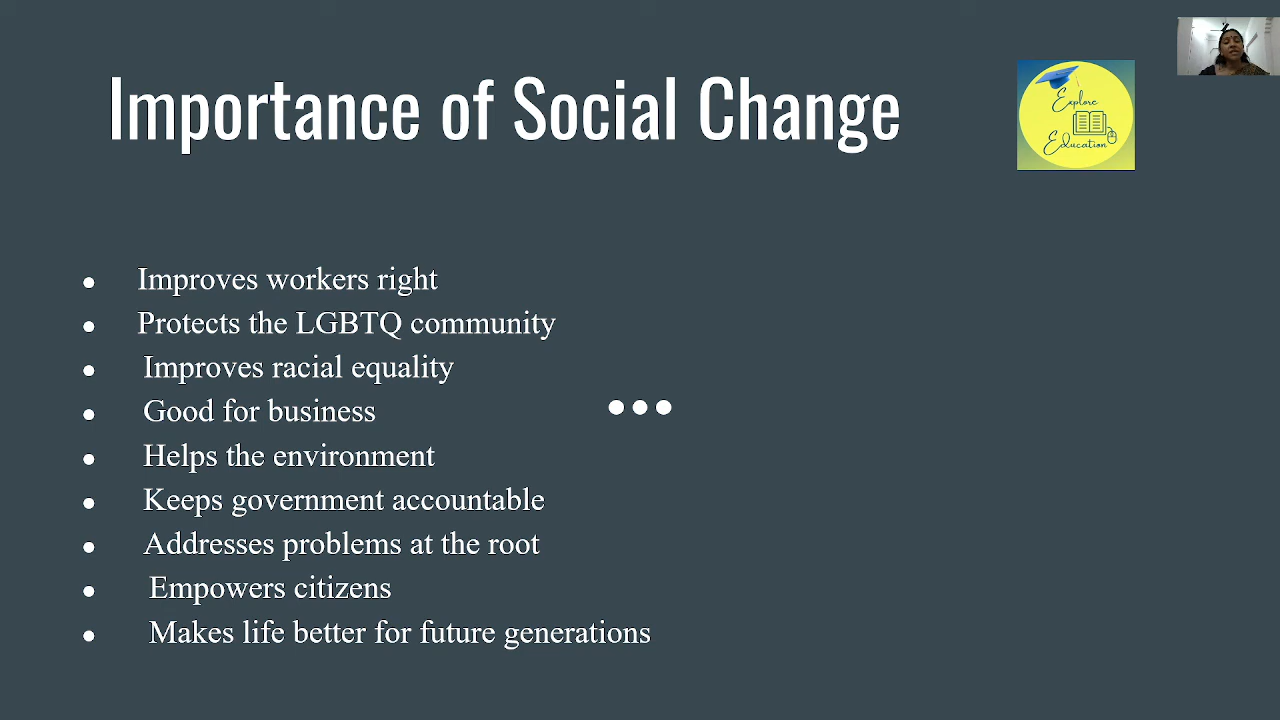 Importance of Social Change
Explore
Education
● Improves workers right
● Protects the LGBTQ community
● Improves racial equality
● Good for business
● Helps the environment
● Keeps government accountable
● Addresses problems at the root
● Empowers citizens
● Makes life better for future generations